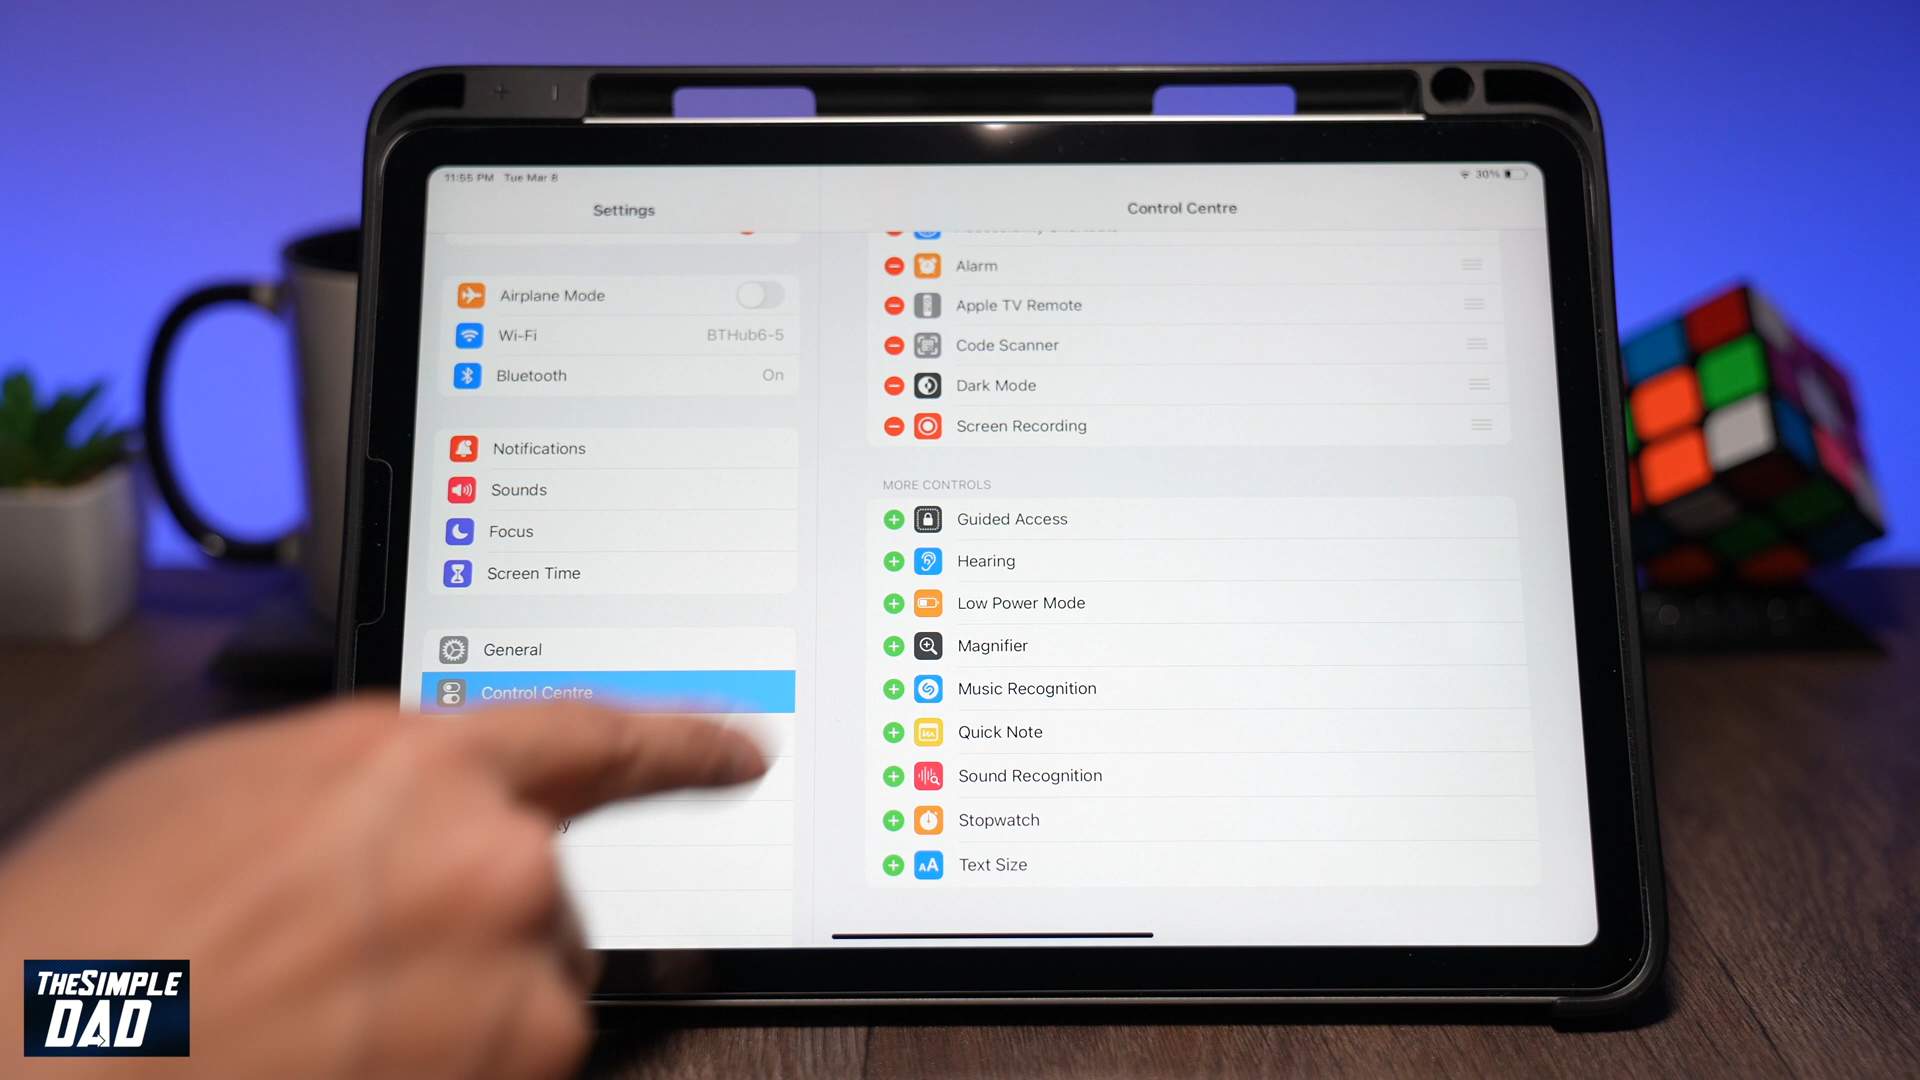 11:55 PM Tue Mar 8
30%
Settings
Airplane Mode
Wi-Fi
BTHub6-5
Bluetooth
On
Notifications
Sounds
Focus
Screen Time
General
Control Centre
Control Centre
Alarm
Apple TV Remote
Code Scanner
Dark Mode
Screen Recording
MORE CONTROLS
Guided Access
Hearing
Low Power Mode
Magnifier
Music Recognition
Quick Note
Sound Recognition
Stopwatch
AA Text Size
THESIMPLE
DAD